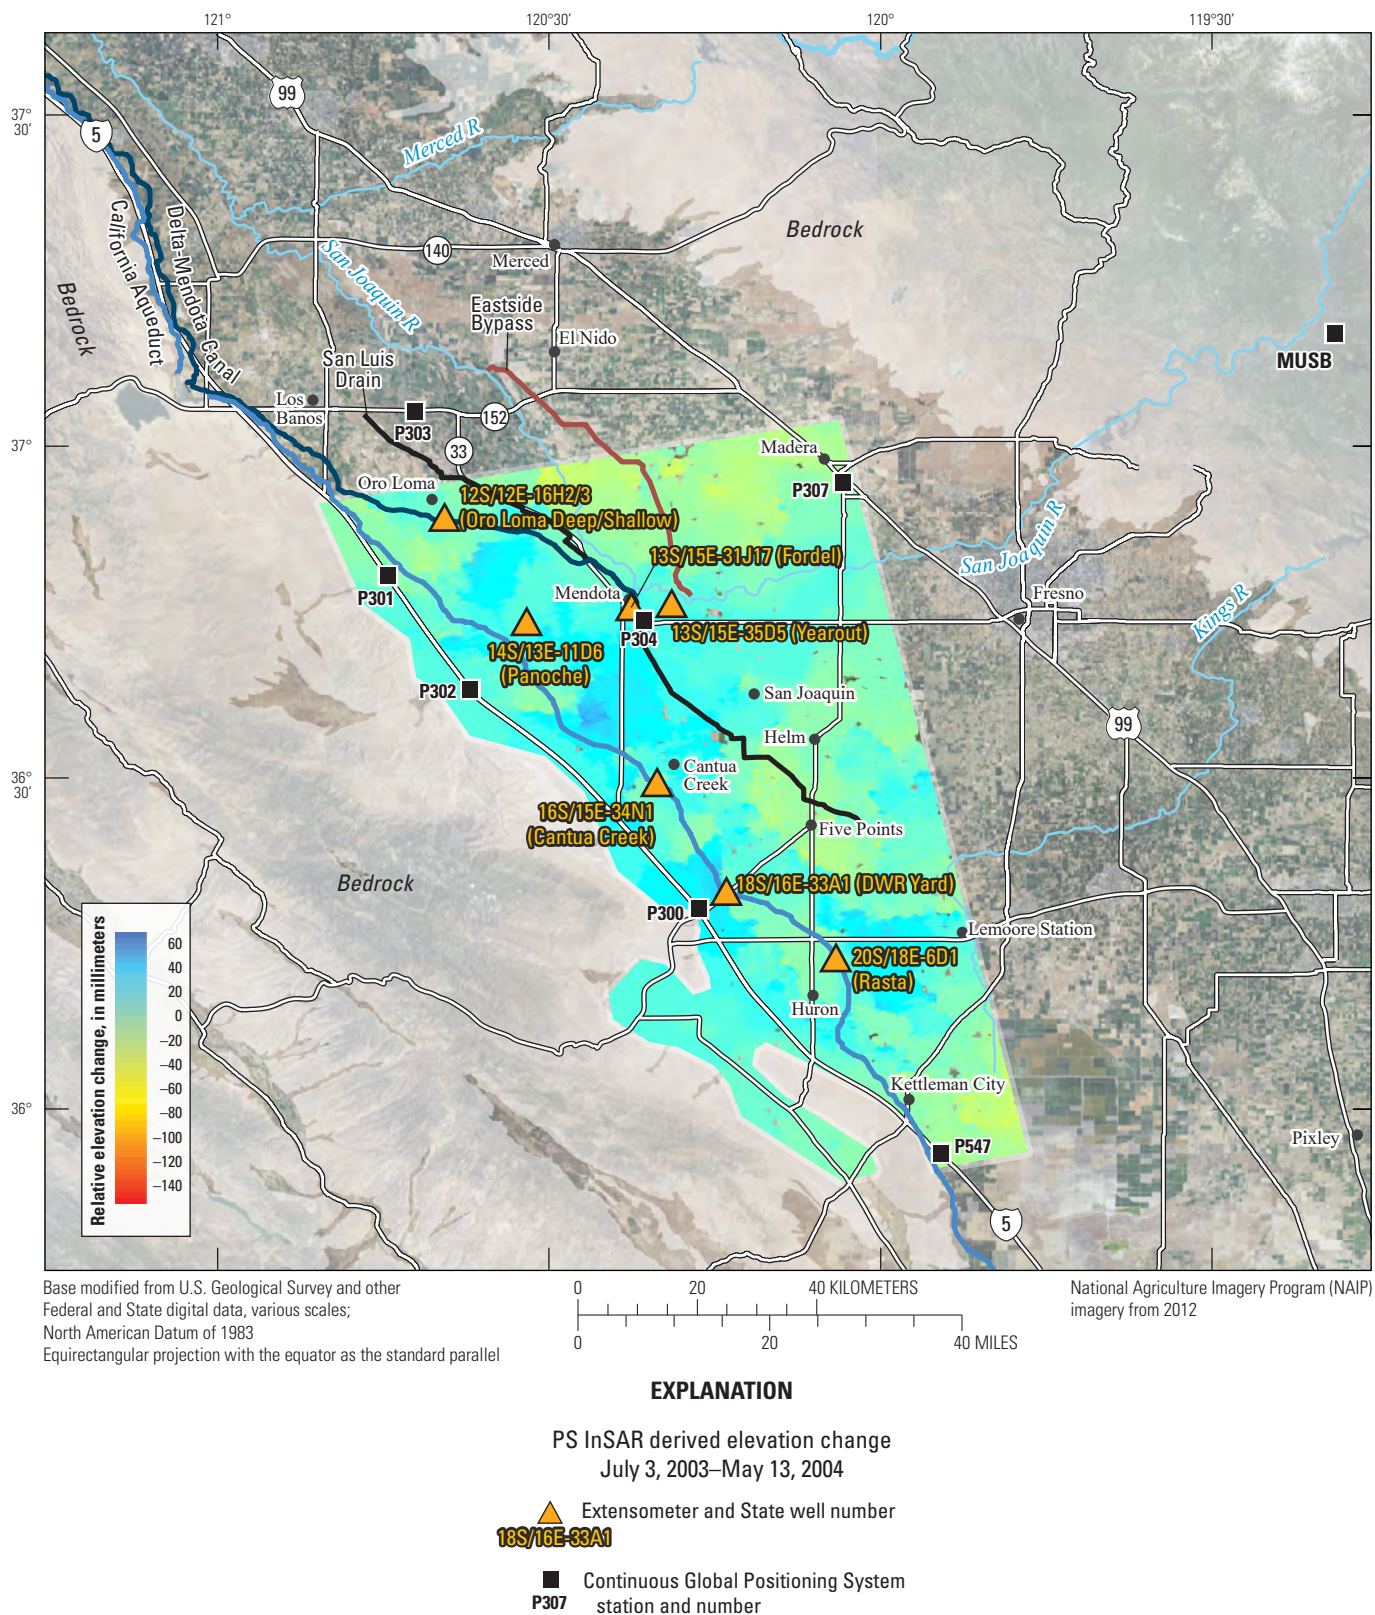 121°
120°30'
120°
119°30'
37°
30'
99
5
Merced R
Bedrock
140
Merced
San Joaquin R
Delta-Mendota Canal
California Aqueduct
Bedrock
Eastside
Bypass
El Nido
MUSB
San Luis
Drain
Los
Banos
P303
152
33
37°
Madera
P307
Oro Loma
12S/12E-16H2/3
(Oro Loma Deep/Shallow)
San Joaquin R
13S/15E-31J17 (Fordel)
Mendota
Fresno
Kings R
P301
P304
13S/15E-35D5 (Yearout)
14S/13E-11D6
(Panoche)
P302
San Joaquin
99
Helm
Cantua
Creek
36°
30'
16S/15E-34N1
(Cantua Creek)
Five Points
Bedrock
18S/16E-33A1 (DWR Yard)
P300
Lemoore Station
20S/18E-6D1
(Rasta)
Huron
Relative elevation change, in millimeters
60
40
20
0
–20
–40
–60
–80
–100
–120
–140
36°
Kettleman City
P547
Pixley
5
Base modified from U.S. Geological Survey and other
Federal and State digital data, various scales;
North American Datum of 1983
Equirectangular projection with the equator as the standard parallel
0 20 40 KILOMETERS
0 20 40 MILES
National Agriculture Imagery Program (NAIP)
imagery from 2012
EXPLANATION
PS InSAR derived elevation change
July 3, 2003–May 13, 2004
Extensometer and State well number
18S/16E-33A1
Continuous Global Positioning System
station and number
P307